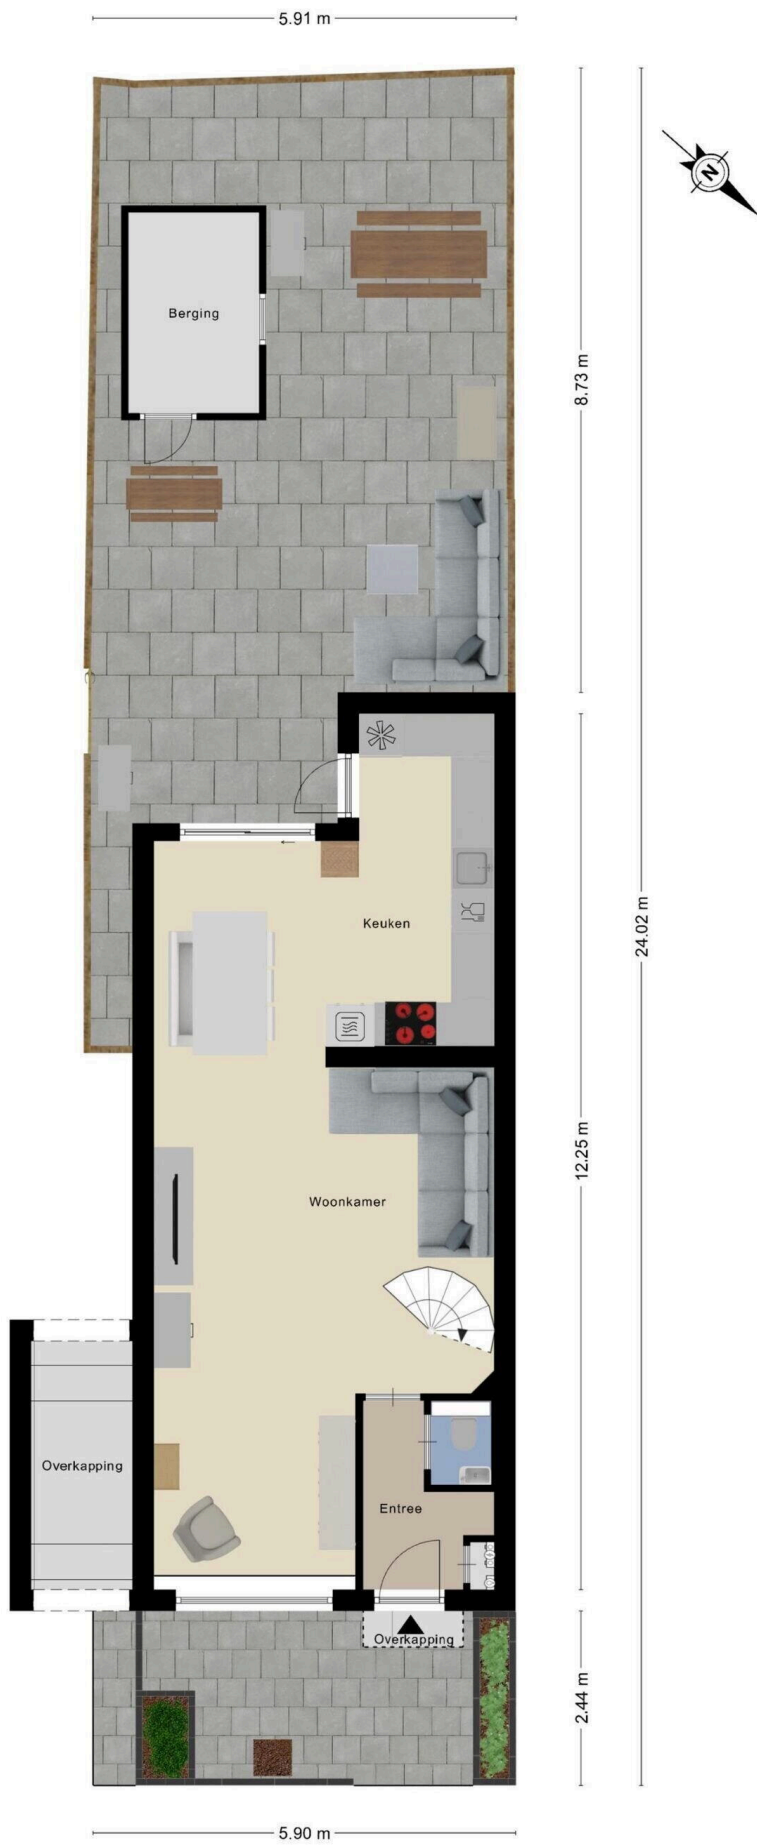 5.91 m
N
Berging
8.73 m
Keuken
24.02 m
12.25 m
Woonkamer
Overkapping
Entree
Overkapping
2.44 m
5.90 m